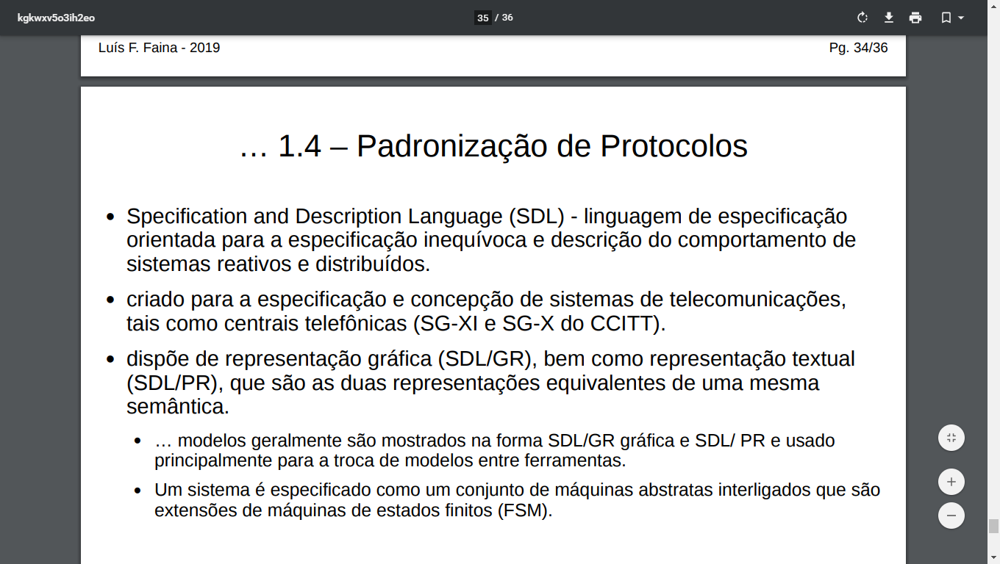 kgkwxv5o3ih2eo
35 / 36
Luís F. Faina - 2019
Pg. 34/36
… 1.4 – Padronização de Protocolos
• Specification and Description Language (SDL) - linguagem de especificação
orientada para a especificação inequívoca e descrição do comportamento de
sistemas reativos e distribuídos.
• criado para a especificação e concepção de sistemas de telecomunicações,
tais como centrais telefônicas (SG-XI e SG-X do CCITT).
• dispõe de representação gráfica (SDL/GR), bem como representação textual
(SDL/PR), que são as duas representações equivalentes de uma mesma
semântica.
• … modelos geralmente são mostrados na forma SDL/GR gráfica e SDL/ PR e usado
principalmente para a troca de modelos entre ferramentas.
• Um sistema é especificado como um conjunto de máquinas abstratas interligados que são
extensões de máquinas de estados finitos (FSM).